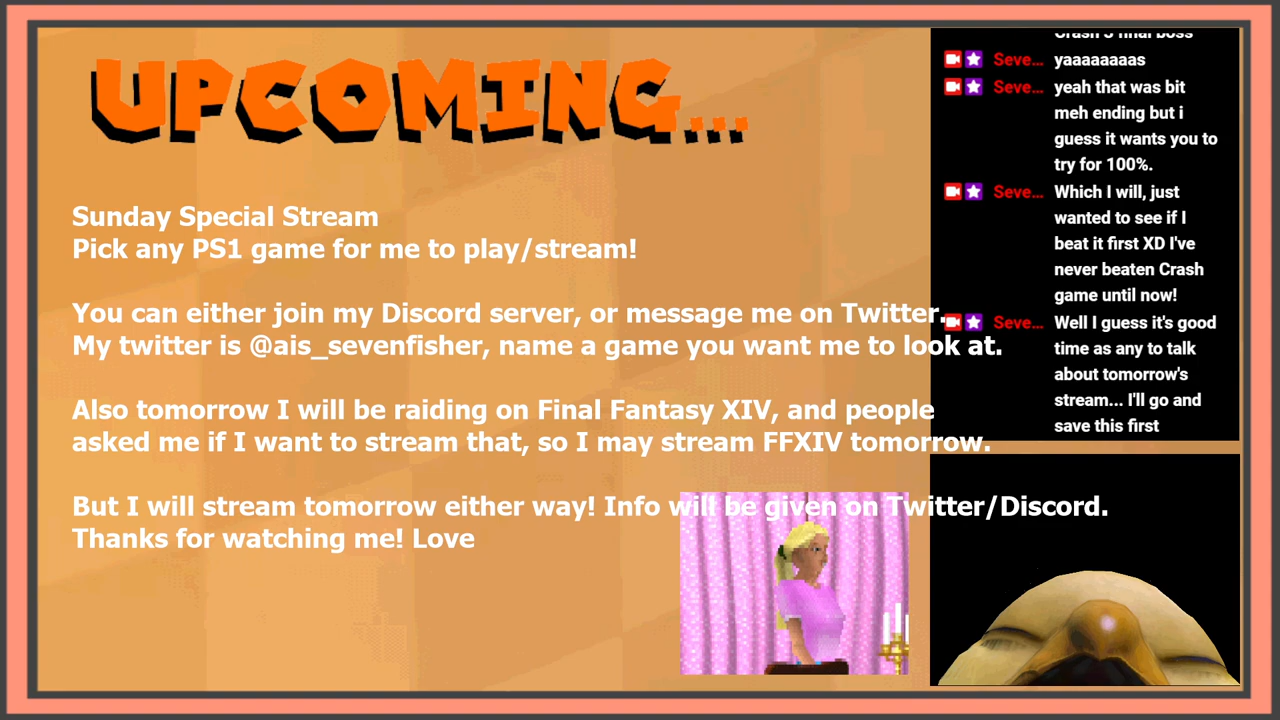 UPCOMING...
Sunday Special Stream
Pick any PS1 game for me to play/stream!
You can either join my Discord server, or message me on Twitter.
My twitter is @ais_sevenfisher, name a game you want me to look at.
Also tomorrow I will be raiding on Final Fantasy XIV, and people
asked me if I want to stream that, so I may stream FFXIV tomorrow.
But I will stream tomorrow either way! Info will be given on Twitter/Discord.
Thanks for watching me! Love
Crash 3 final boss
Seve... yaaaaaaaas
Seve... yeah that was bit
meh ending but i
guess it wants you to
try for 100%.
Seve... Which I will, just
wanted to see if I
beat it first XD I've
never beaten Crash
game until now!
Seve... Well I guess it's good
time as any to talk
about tomorrow's
stream... I'll go and
save this first